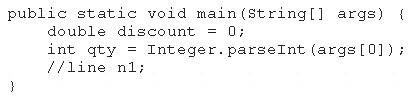 public static void main(String[] args) {
    double discount = 0;
    int qty = Integer.parseInt(args[0]);
    //line n1;
}